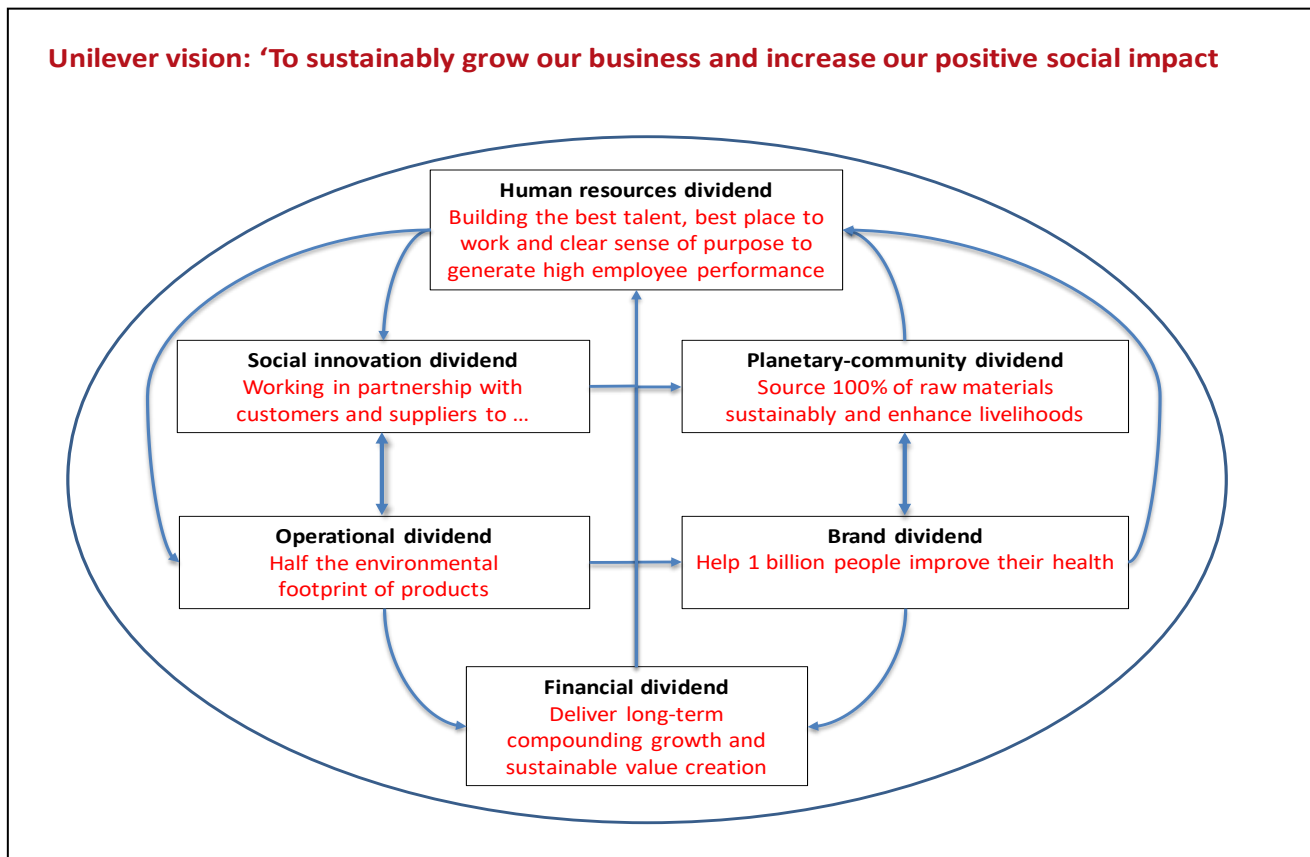 Unilever vision: ‘To sustainably grow our business and increase our positive social impact
Human resources dividend
Building the best talent, best place to
work and clear sense of purpose to
generate high employee performance
Social innovation dividend
Working in partnership with
customers and suppliers to ...
Planetary-community dividend
Source 100% of raw materials
sustainably and enhance livelihoods
Operational dividend
Half the environmental
footprint of products
Brand dividend
Help 1 billion people improve their health
Financial dividend
Deliver long-term
compounding growth and
sustainable value creation